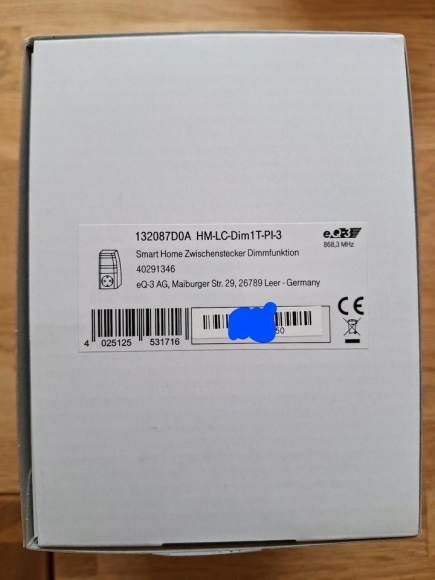 132087D0A HM-LC-Dim1T-Pl-3
eQ-3
868,3 MHz
Smart Home Zwischenstecker Dimmfunktion
40291346
eQ-3 AG, Maiburger Str. 29, 26789 Leer - Germany
CE
4 025125 531716
50